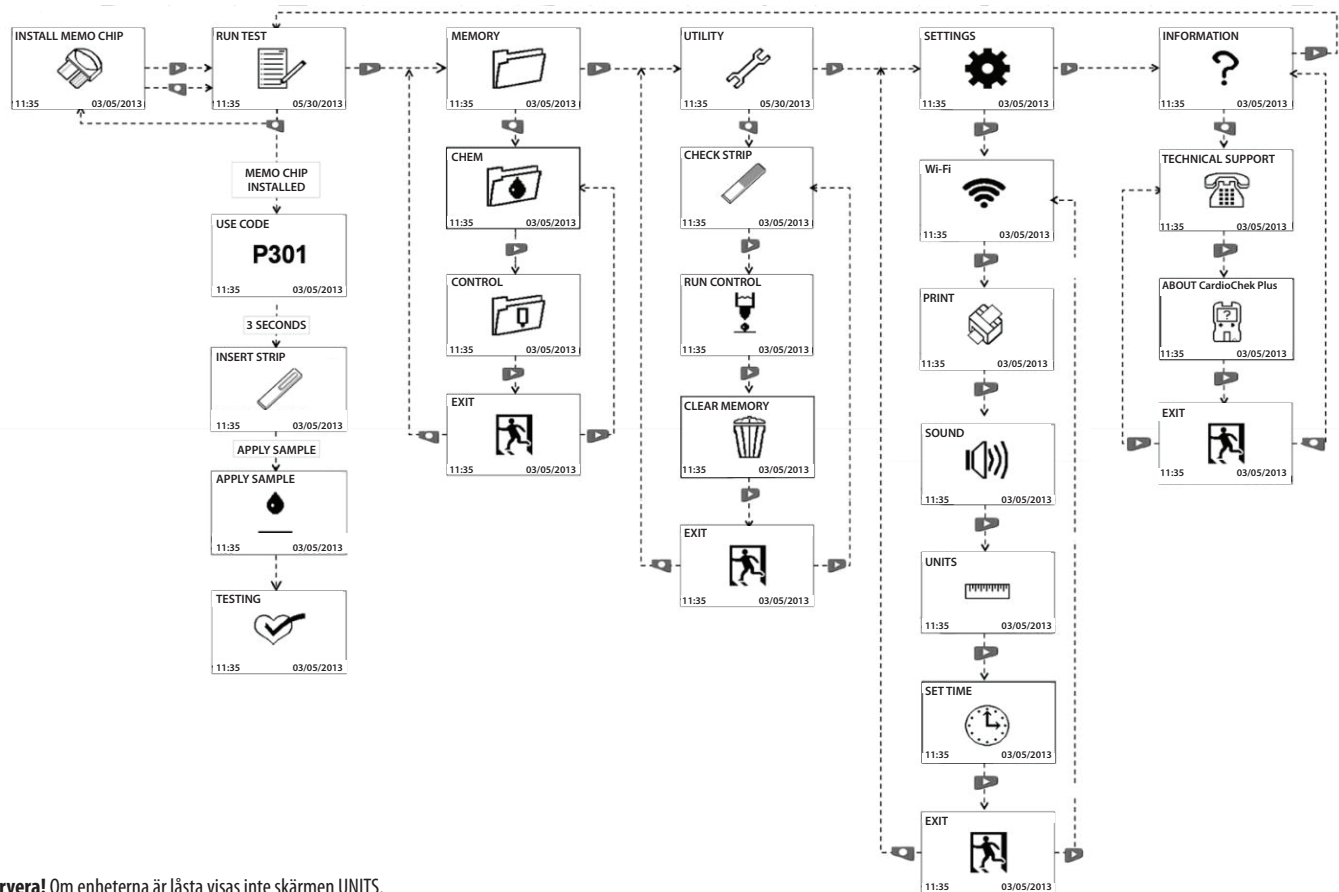 INSTALL MEMO CHIP
11:35 03/05/2013
RUN TEST
11:35 05/30/2013
MEMORY
11:35 03/05/2013
UTILITY
11:35 05/30/2013
SETTINGS
11:35 03/05/2013
INFORMATION
?
11:35 03/05/2013
MEMO CHIP
INSTALLED
USE CODE
P301
11:35 03/05/2013
3 SECONDS
INSERT STRIP
11:35 03/05/2013
APPLY SAMPLE
APPLY SAMPLE
11:35 03/05/2013
TESTING
11:35 03/05/2013
CHEM
11:35 03/05/2013
CONTROL
11:35 03/05/2013
EXIT
11:35 03/05/2013
CHECK STRIP
11:35 03/05/2013
RUN CONTROL
11:35 03/05/2013
CLEAR MEMORY
11:35 03/05/2013
EXIT
11:35 03/05/2013
Wi-Fi
11:35 03/05/2013
PRINT
11:35 03/05/2013
SOUND
11:35 03/05/2013
UNITS
11:35 03/05/2013
SET TIME
11:35 03/05/2013
EXIT
11:35 03/05/2013
TECHNICAL SUPPORT
11:35 03/05/2013
ABOUT CardioChek Plus
?
11:35 03/05/2013
EXIT
11:35 03/05/2013
rvera! Om enheterna är låsta visas inte skärmen UNITS.